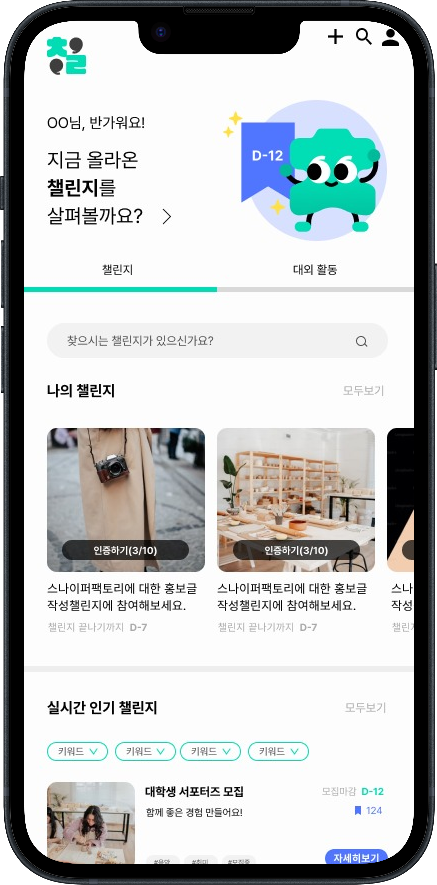 챌
OO님, 반가워요!
D-12
지금 올라온
챌린지를
살펴볼까요?
챌린지 대외 활동
찾으시는 챌린지가 있으신가요?
나의 챌린지 모두보기
인증하기(3/10) 인증하기(3/10)
스나이퍼팩토리에 대한 홍보글 스나이퍼팩토리에 대한 홍보글 스나
작성챌린지에 참여해보세요. 작성챌린지에 참여해보세요. 작성
챌린지 끝나기까지 D-7 챌린지 끝나기까지 D-7 챌린
실시간 인기 챌린지 모두보기
키워드 키워드 키워드 키워드
대학생 서포터즈 모집 모집마감 D-12
함께 좋은 경험 만들어요! 124
#취미 #모집중 자세히보기